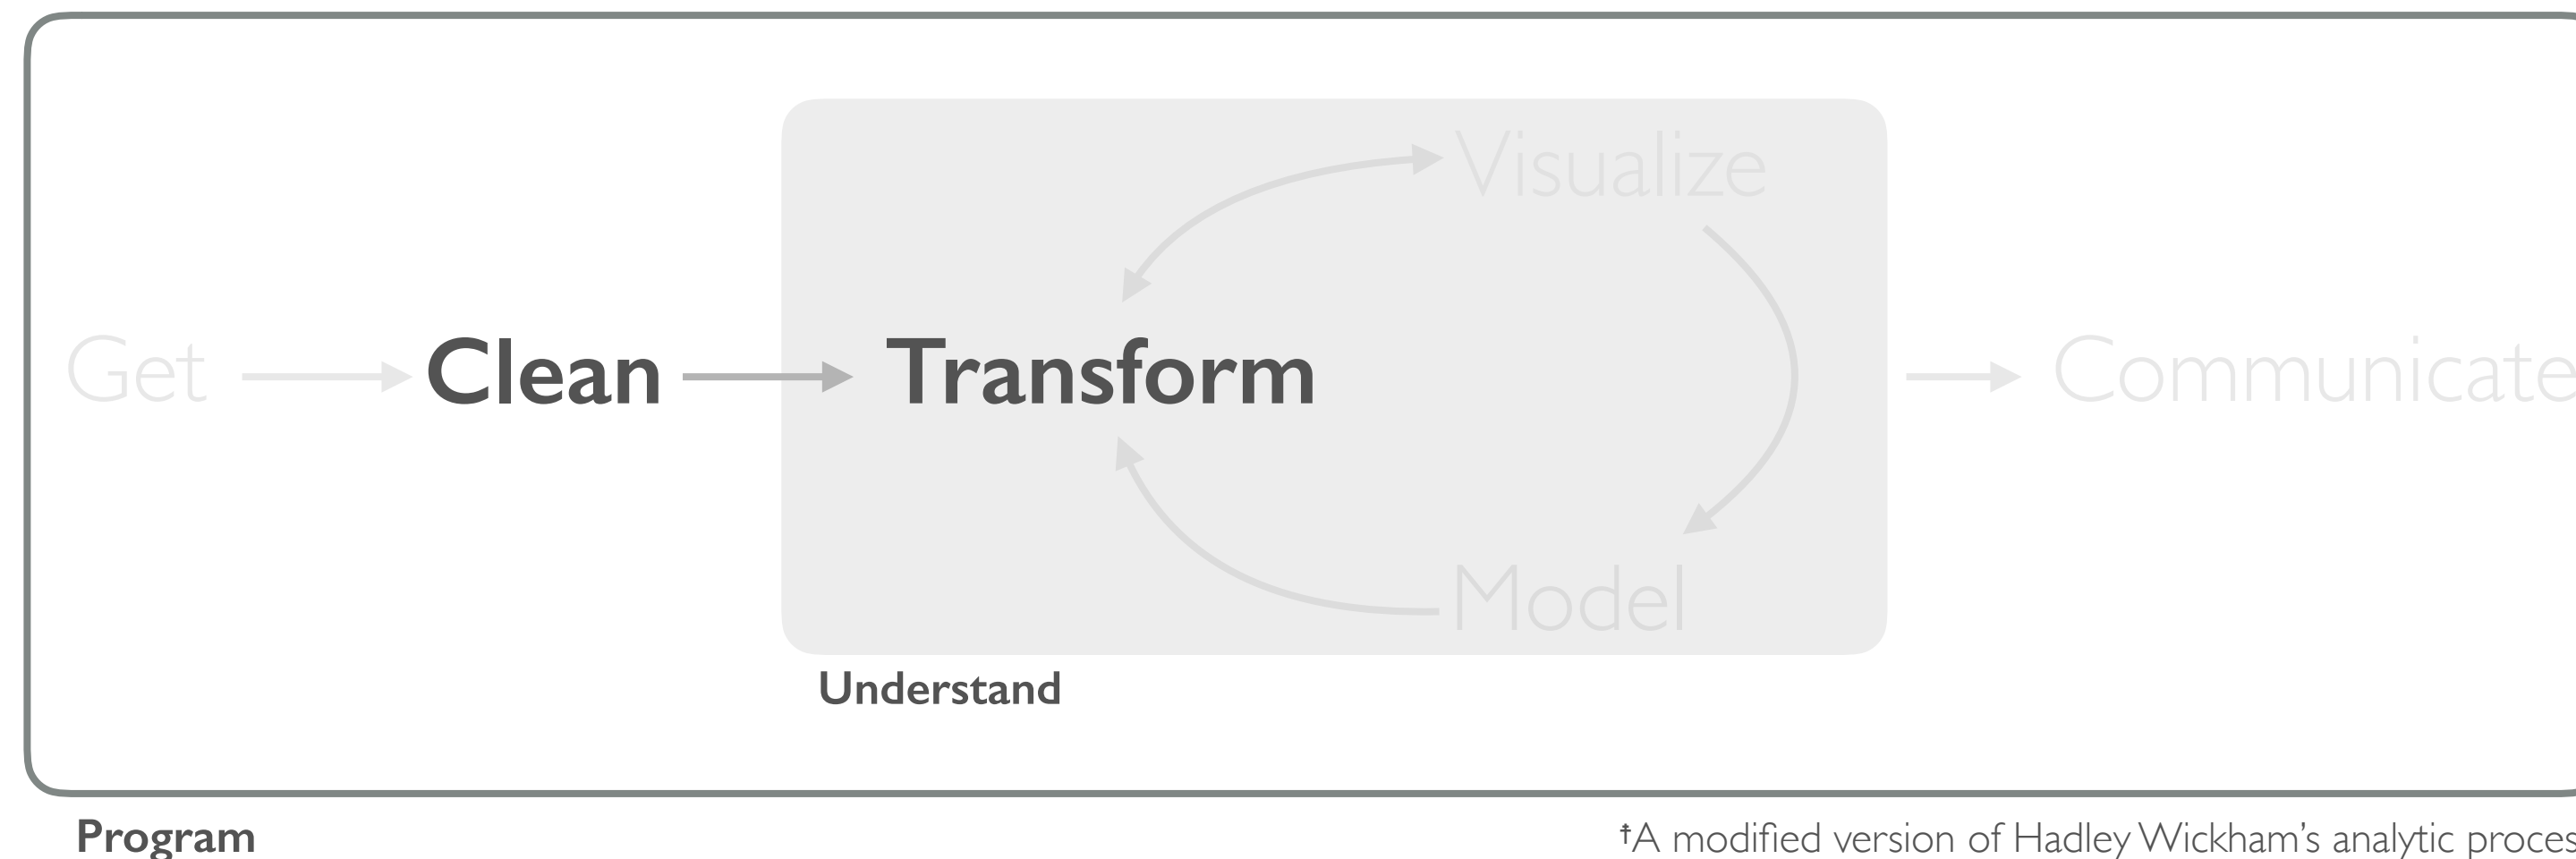 Visualize
Get
Clean
Transform
Communicate
Model
Understand
Program
†A modified version of Hadley Wickham’s analytic proces